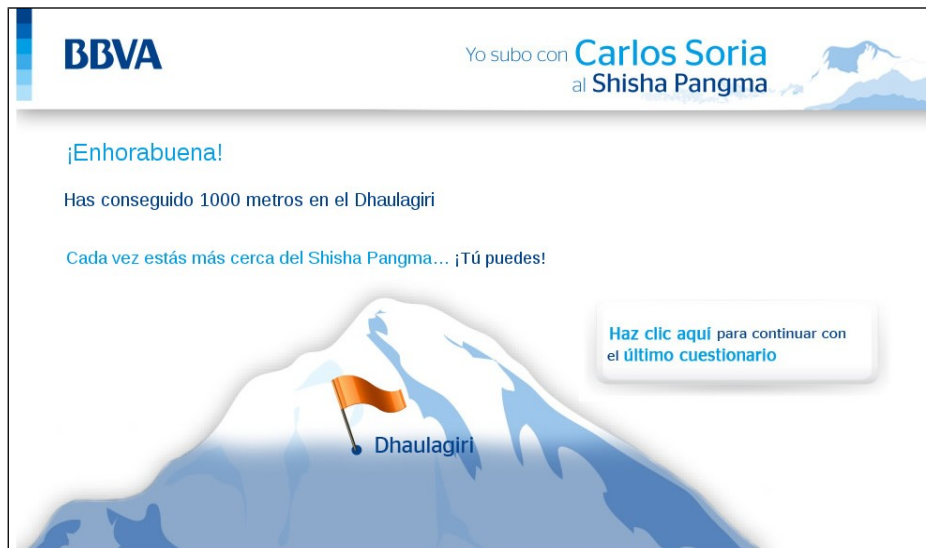 BBVA
Yo subo con Carlos Soria
al Shisha Pangma
¡Enhorabuena!
Has conseguido 1000 metros en el Dhaulagiri
Cada vez estás más cerca del Shisha Pangma... ¡Tú puedes!
Haz clic aquí para continuar con
el último cuestionario
Dhaulagiri